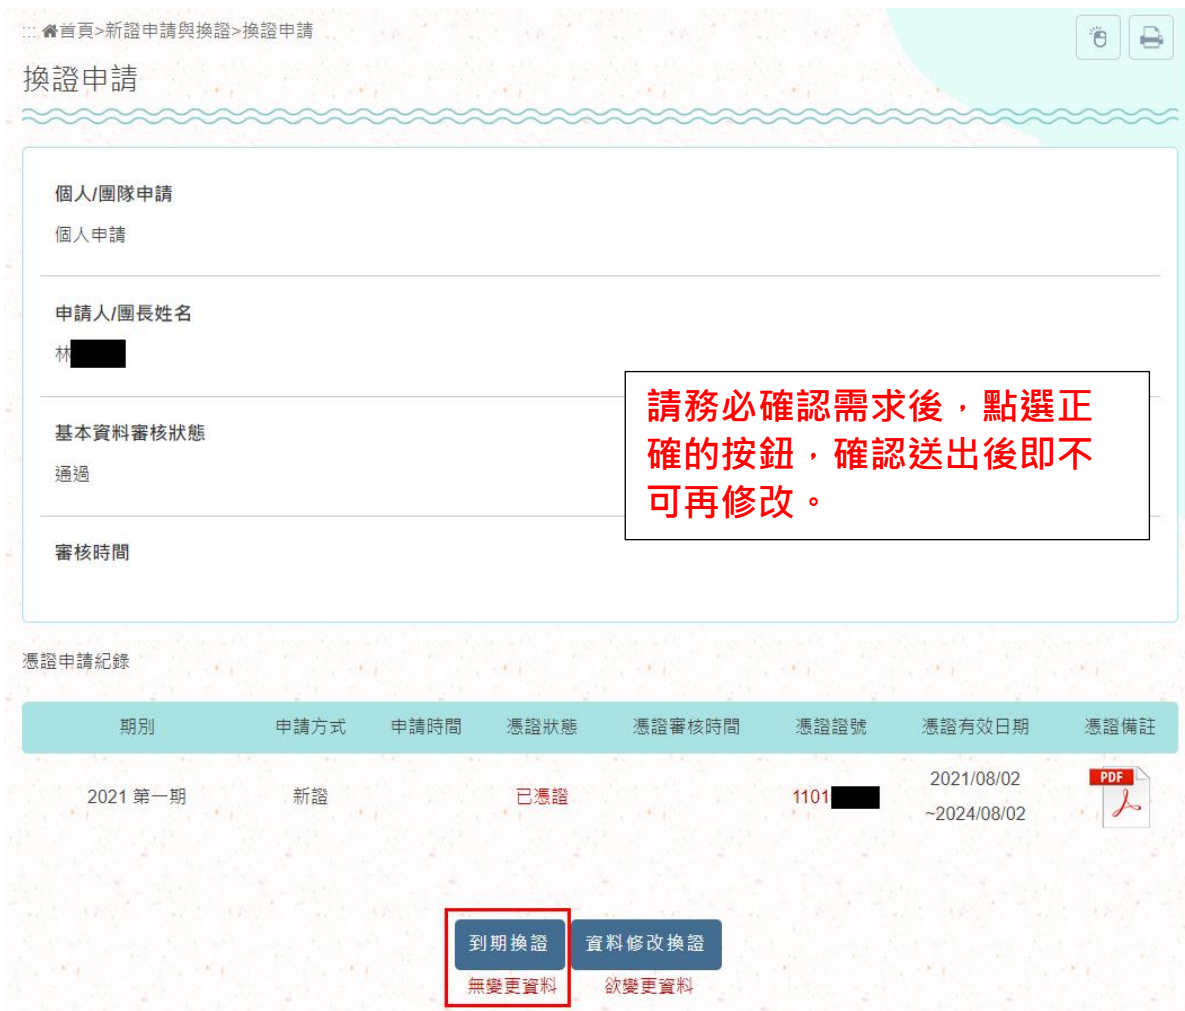 首頁>新證申請與換證>換證申請
換證申請
個人/團隊申請
個人申請
申請人/團長姓名
林
請務必確認需求後，點選正
確的按鈕，確認送出後即不
可再修改。
基本資料審核狀態
通過
審核時間
憑證申請紀錄
期別 申請方式 申請時間 憑證狀態 憑證審核時間 憑證證號 憑證有效日期 憑證備註
2021 第一期 新證 已憑證 1101 2021/08/02 PDF
~2024/08/02
到期換證 資料修改換證
無變更資料 欲變更資料